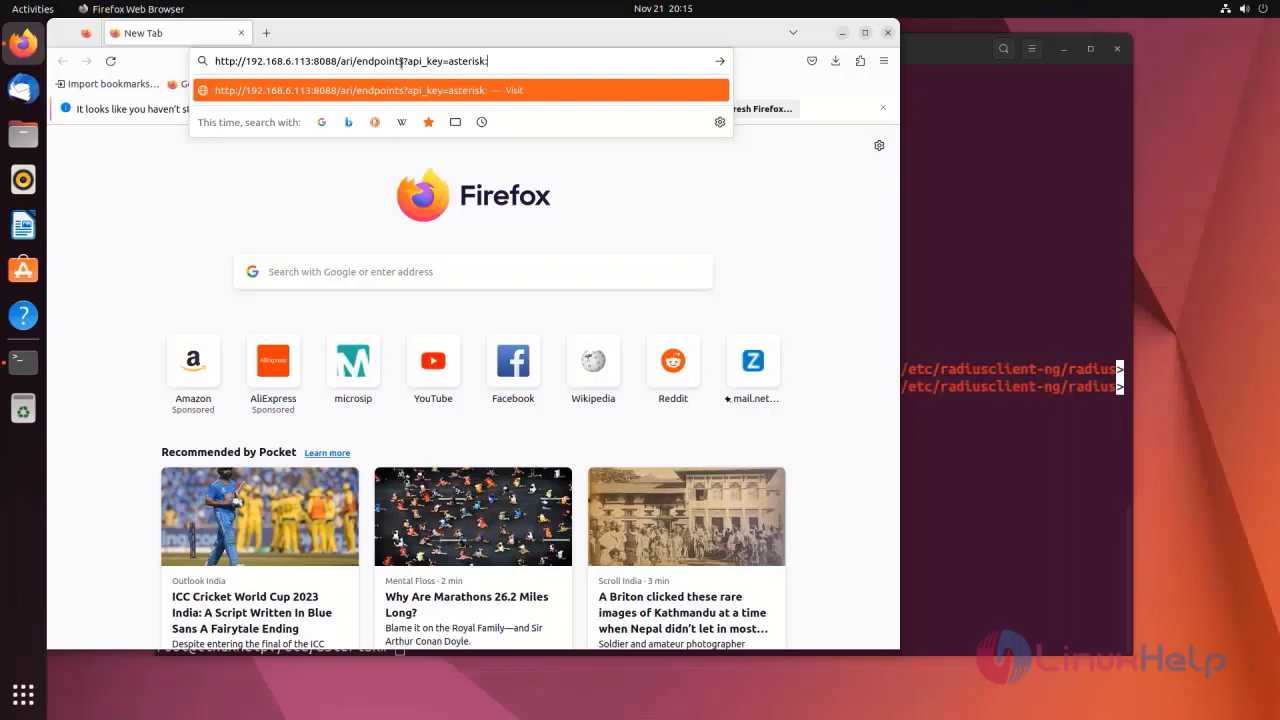 Activities
Firefox Web Browser
Nov 21 20:15
New Tab
http://192.168.6.113:8088/ari/endpoints?api_key=asterisk:
http://192.168.6.113:8088/ari/endpoints?api_key=asterisk: — Visit
Import bookmarks…
It looks like you haven't st
resh Firefox…
This time, search with:
Firefox
Search with Google or enter address
/etc/radiusclient-ng/radius>
/etc/radiusclient-ng/radius>
Amazon
Sponsored
AliExpress
AliExpress
Sponsored
microsip
YouTube
Facebook
Wikipedia
Reddit
mail.net…
Recommended by Pocket
Learn more
Outlook India
ICC Cricket World Cup 2023
India: A Script Written In Blue
Sans A Fairytale Ending
Despite entering the final of the ICC
Mental Floss · 2 min
Why Are Marathons 26.2 Miles
Long?
Blame it on the Royal Family—and Sir
Arthur Conan Doyle.
Scroll India · 3 min
A Briton clicked these rare
images of Kathmandu at a time
when Nepal didn't let in most…
Soldier and amateur photographer
LinuxHelp